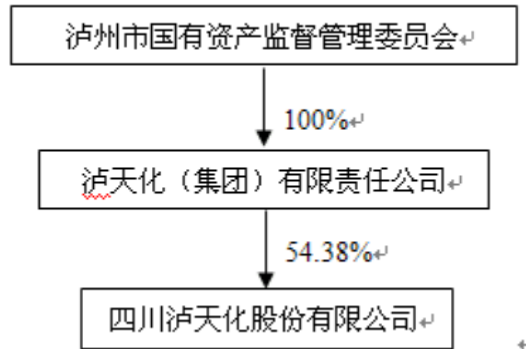 泸州市国有资产监督管理委员会
100%
泸天化（集团）有限责任公司
54.38%
四川泸天化股份有限公司